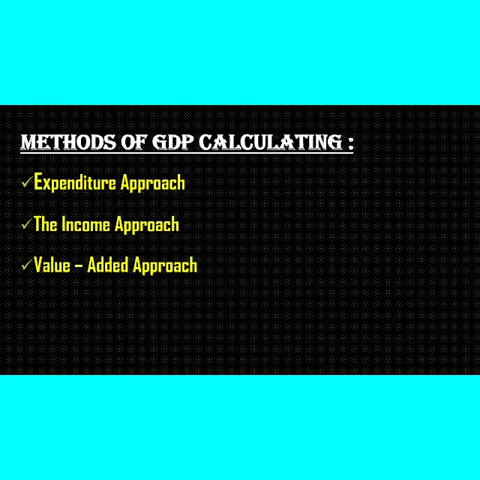 METHODS OF GDP CALCULATING :
✓Expenditure Approach
✓The Income Approach
✓Value – Added Approach